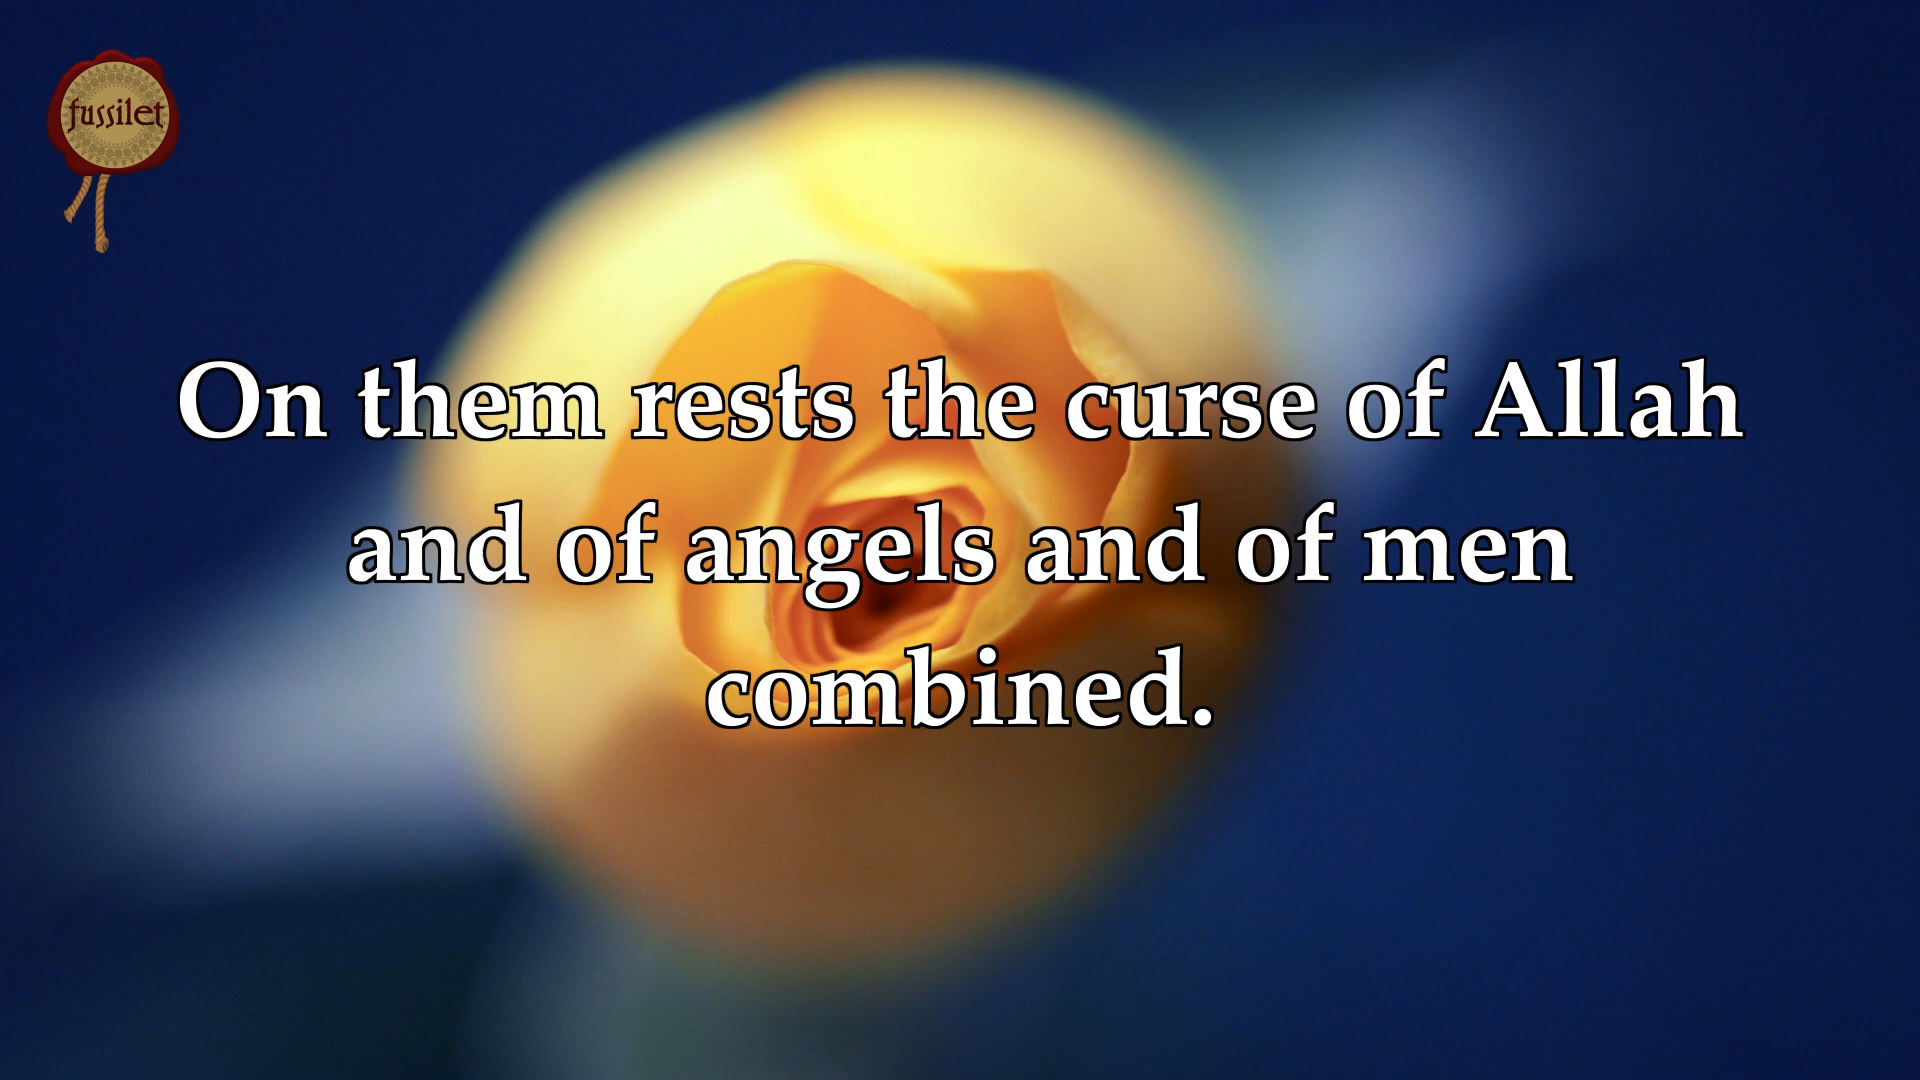 fussilet
On them rests the curse of Allah
and of angels and of men
combined.